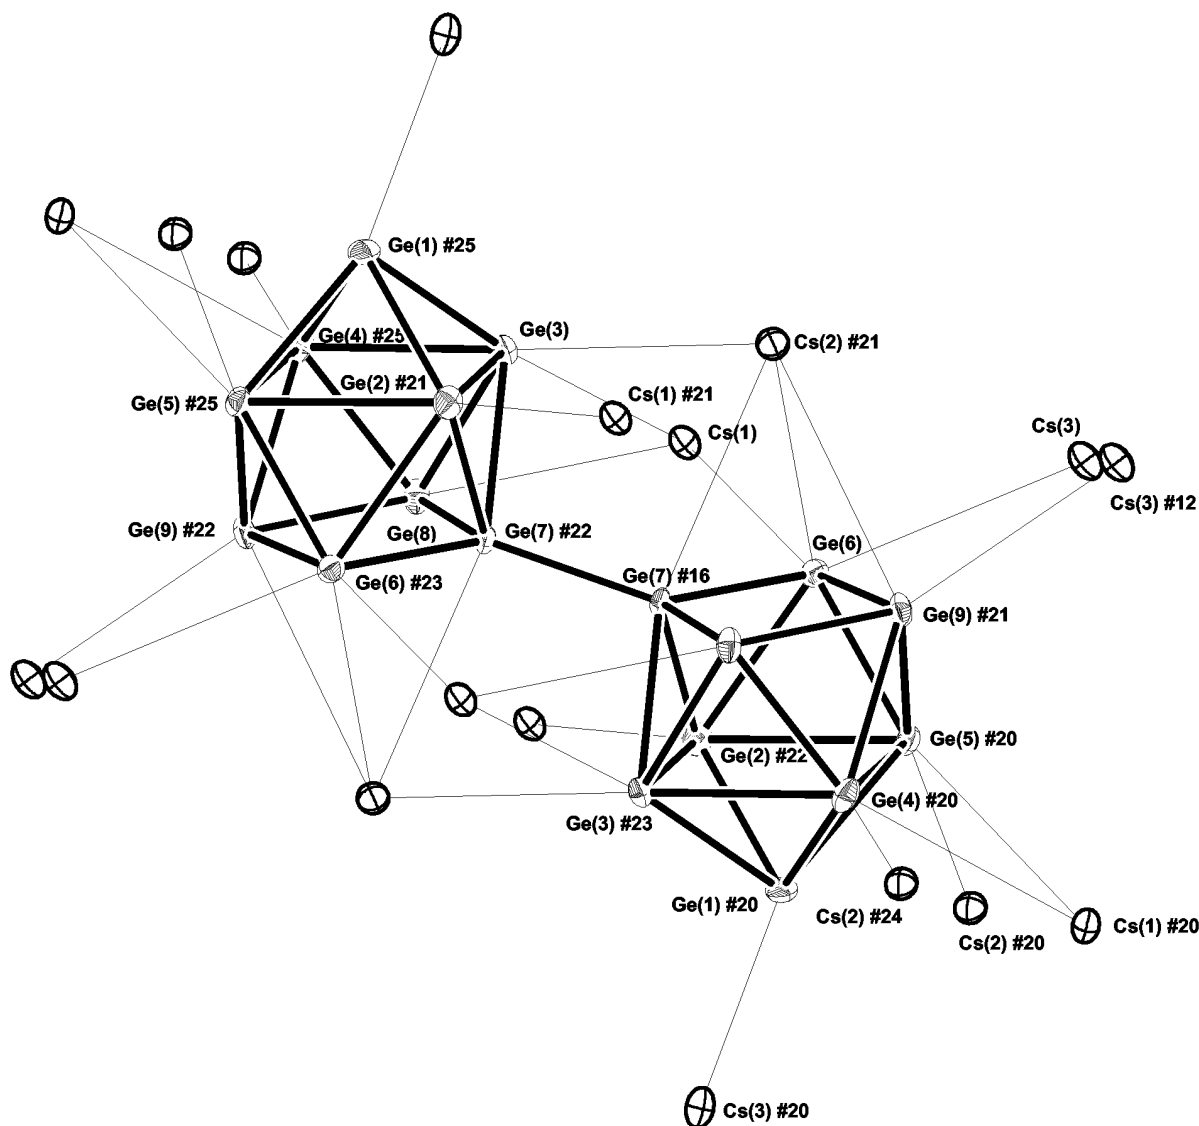 Ge(1) #25
Ge(3)
Ge(4) #25
Cs(2) #21
Ge(2) #21
Ge(5) #25
Cs(1) #21
Cs(1)
Cs(3)
Cs(3) #12
Ge(9) #22
Ge(8)
Ge(7) #22
Ge(6)
Ge(6) #23
Ge(7) #16
Ge(9) #21
Ge(5) #20
Ge(2) #22
Ge(4) #20
Ge(3) #23
Ge(1) #20
Cs(2) #24
Cs(2) #20
Cs(1) #20
Cs(3) #20